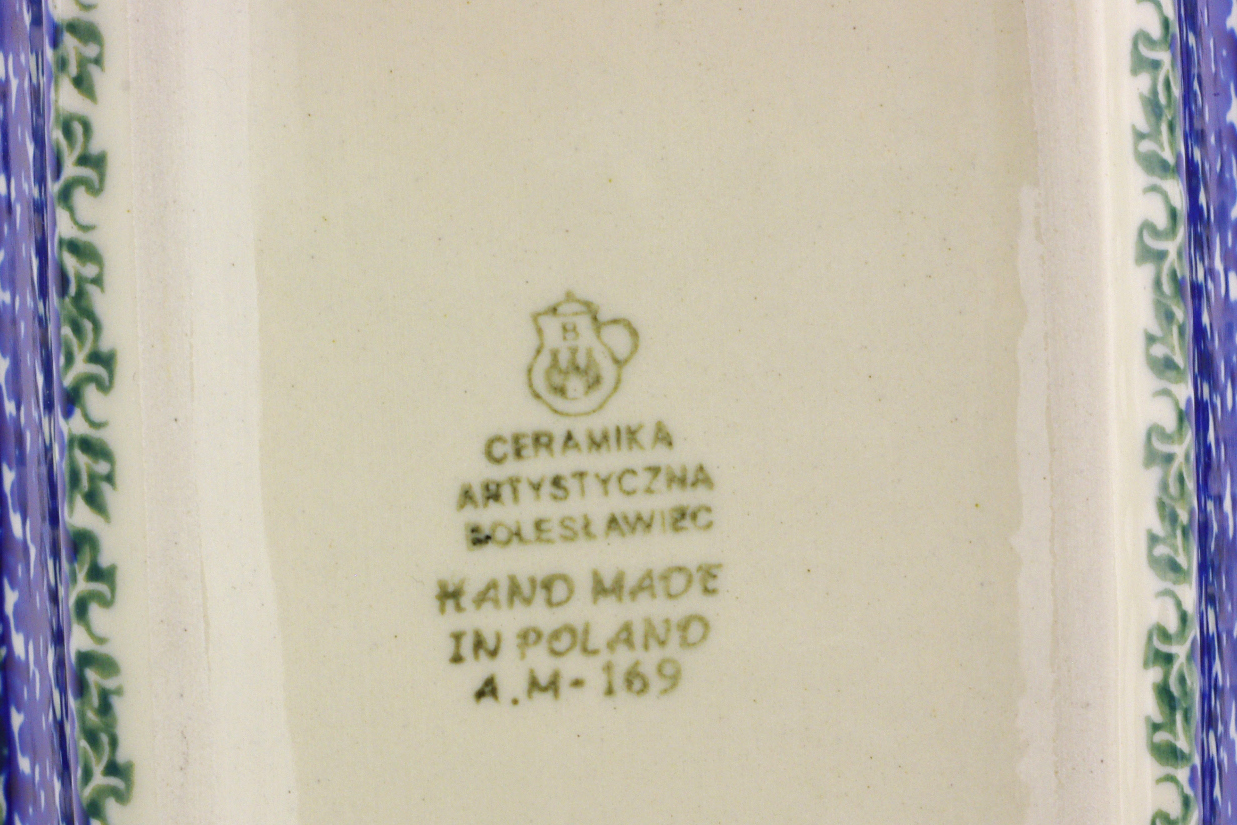 B
CERAMIKA
ARTYSTYCZNA
BOLESŁAWIEC
HAND MADE
IN POLAND
A.M-169